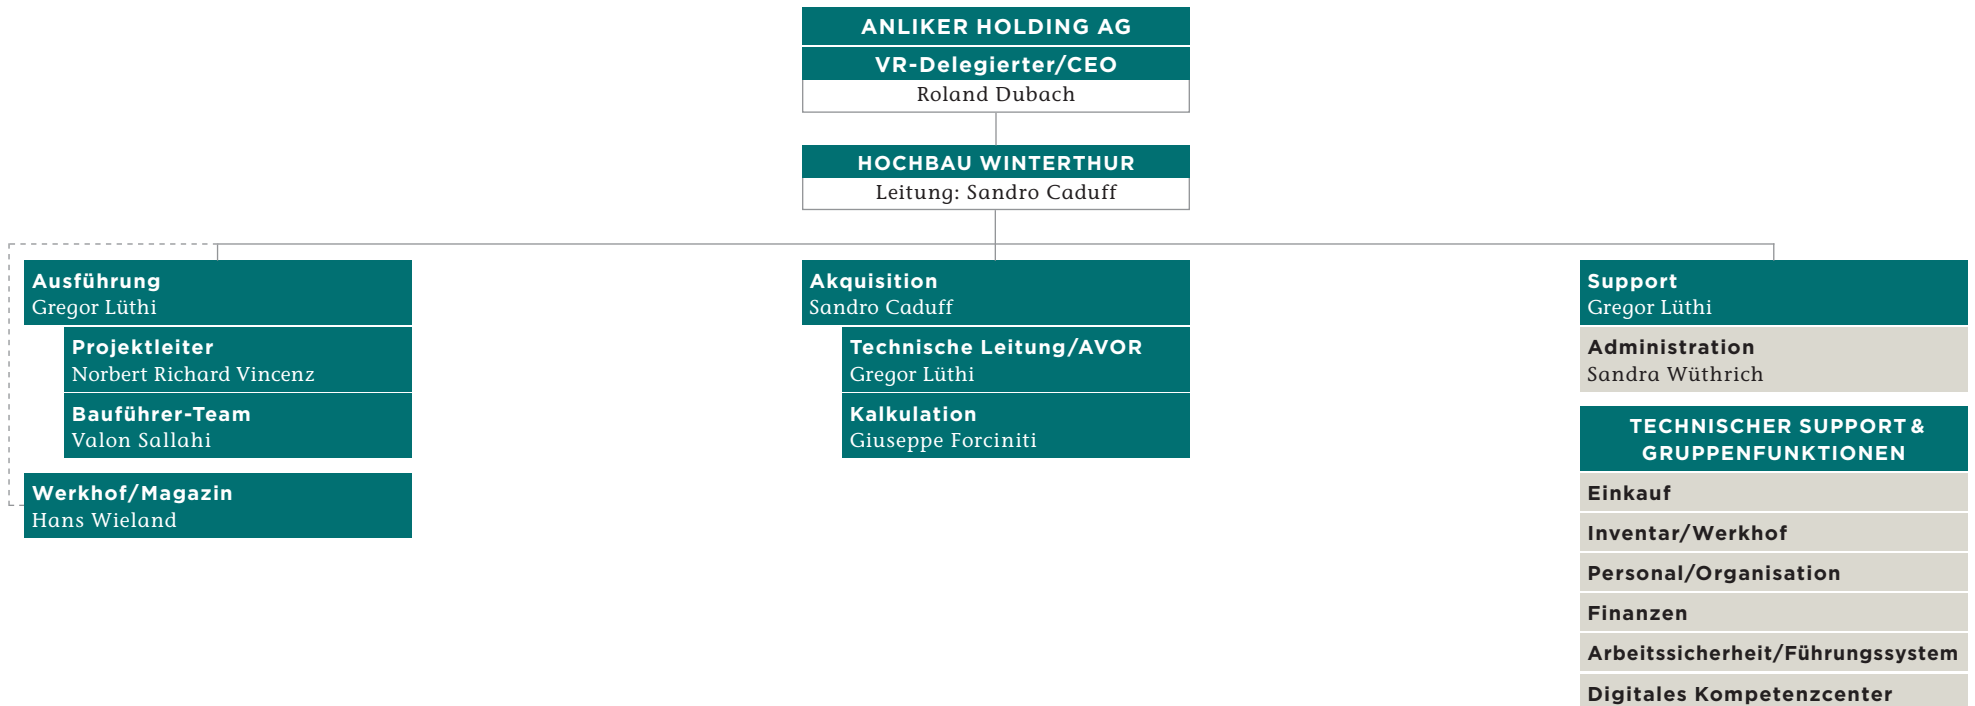 ANLIKER HOLDING AG
VR-Delegierter/CEO
Roland Dubach
HOCHBAU WINTERTHUR
Leitung: Sandro Caduff
Ausführung
Gregor Lüthi
Projektleiter
Norbert Richard Vincenz
Bauführer-Team
Valon Sallahi
Werkhof/Magazin
Hans Wieland
Akquisition
Sandro Caduff
Technische Leitung/AVOR
Gregor Lüthi
Kalkulation
Giuseppe Forciniti
Support
Gregor Lüthi
Administration
Sandra Wüthrich
TECHNISCHER SUPPORT &
GRUPPENFUNKTIONEN
Einkauf
Inventar/Werkhof
Personal/Organisation
Finanzen
Arbeitssicherheit/Führungssystem
Digitales Kompetenzcenter